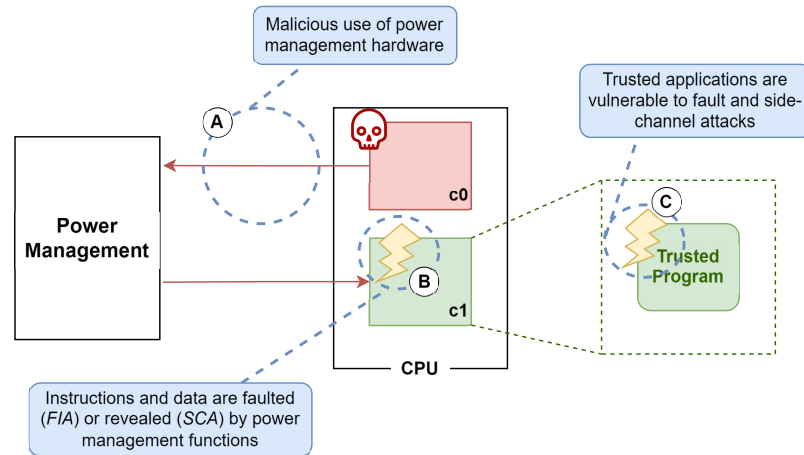 Malicious use of power
management hardware
Trusted applications are
vulnerable to fault and side-
channel attacks
A
c0
Power
Management
C
Trusted
Program
B
c1
CPU
Instructions and data are faulted
(FIA) or revealed (SCA) by power
management functions